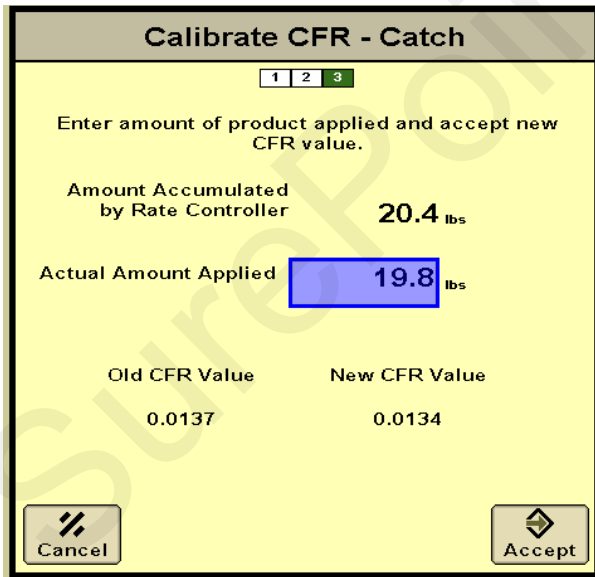 Calibrate CFR - Catch
1 2 3
Enter amount of product applied and accept new
CFR value.
Amount Accumulated
by Rate Controller 20.4 lbs
Actual Amount Applied 19.8 lbs
Old CFR Value New CFR Value
0.0137 0.0134
Cancel Accept
SurePoin